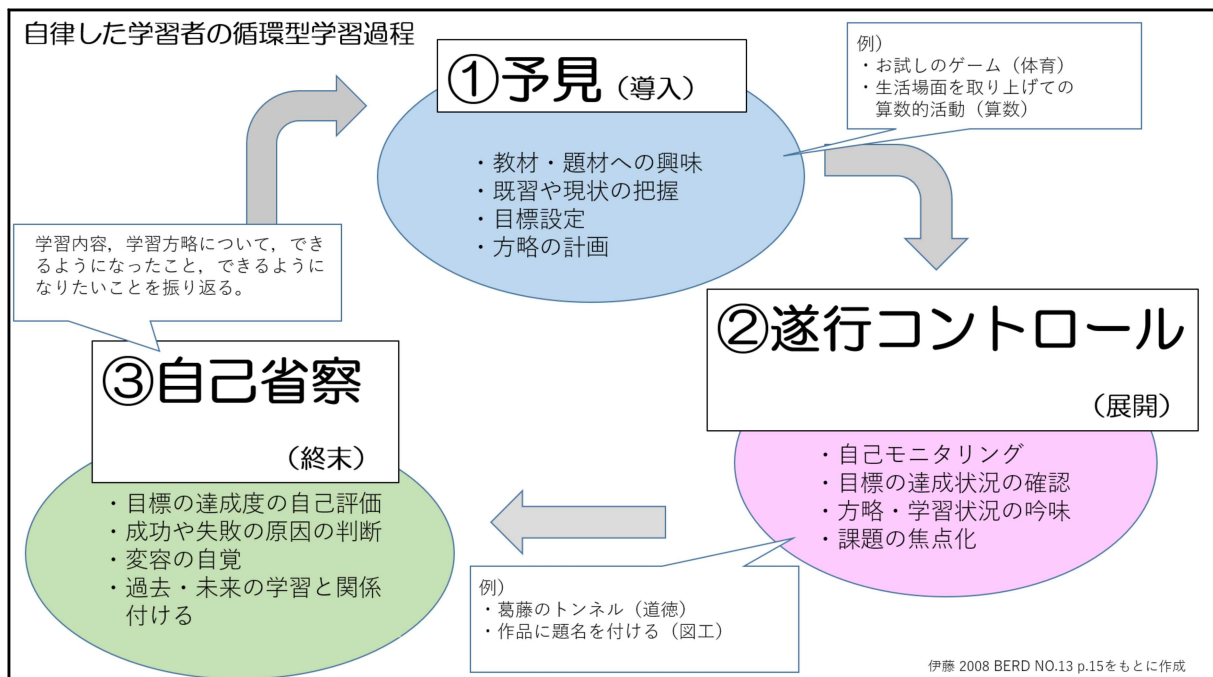 自律した学習者の循環型学習過程
①予見（導入）
・教材・題材への興味
・既習や現状の把握
・目標設定
・方略の計画
例）
・お試しのゲーム（体育）
・生活場面を取り上げての
算数的活動（算数）
②遂行コントロール
（展開）
・自己モニタリング
・目標の達成状況の確認
・方略・学習状況の吟味
・課題の焦点化
例）
・葛藤のトンネル（道徳）
・作品に題名を付ける（図工）
③自己省察
（終末）
・目標の達成度の自己評価
・成功や失敗の原因の判断
・変容の自覚
・過去・未来の学習と関係
付ける
学習内容，学習方略について，でき
るようになったこと，できるように
なりたいことを振り返る。
伊藤 2008 BERD NO.13 p.15をもとに作成